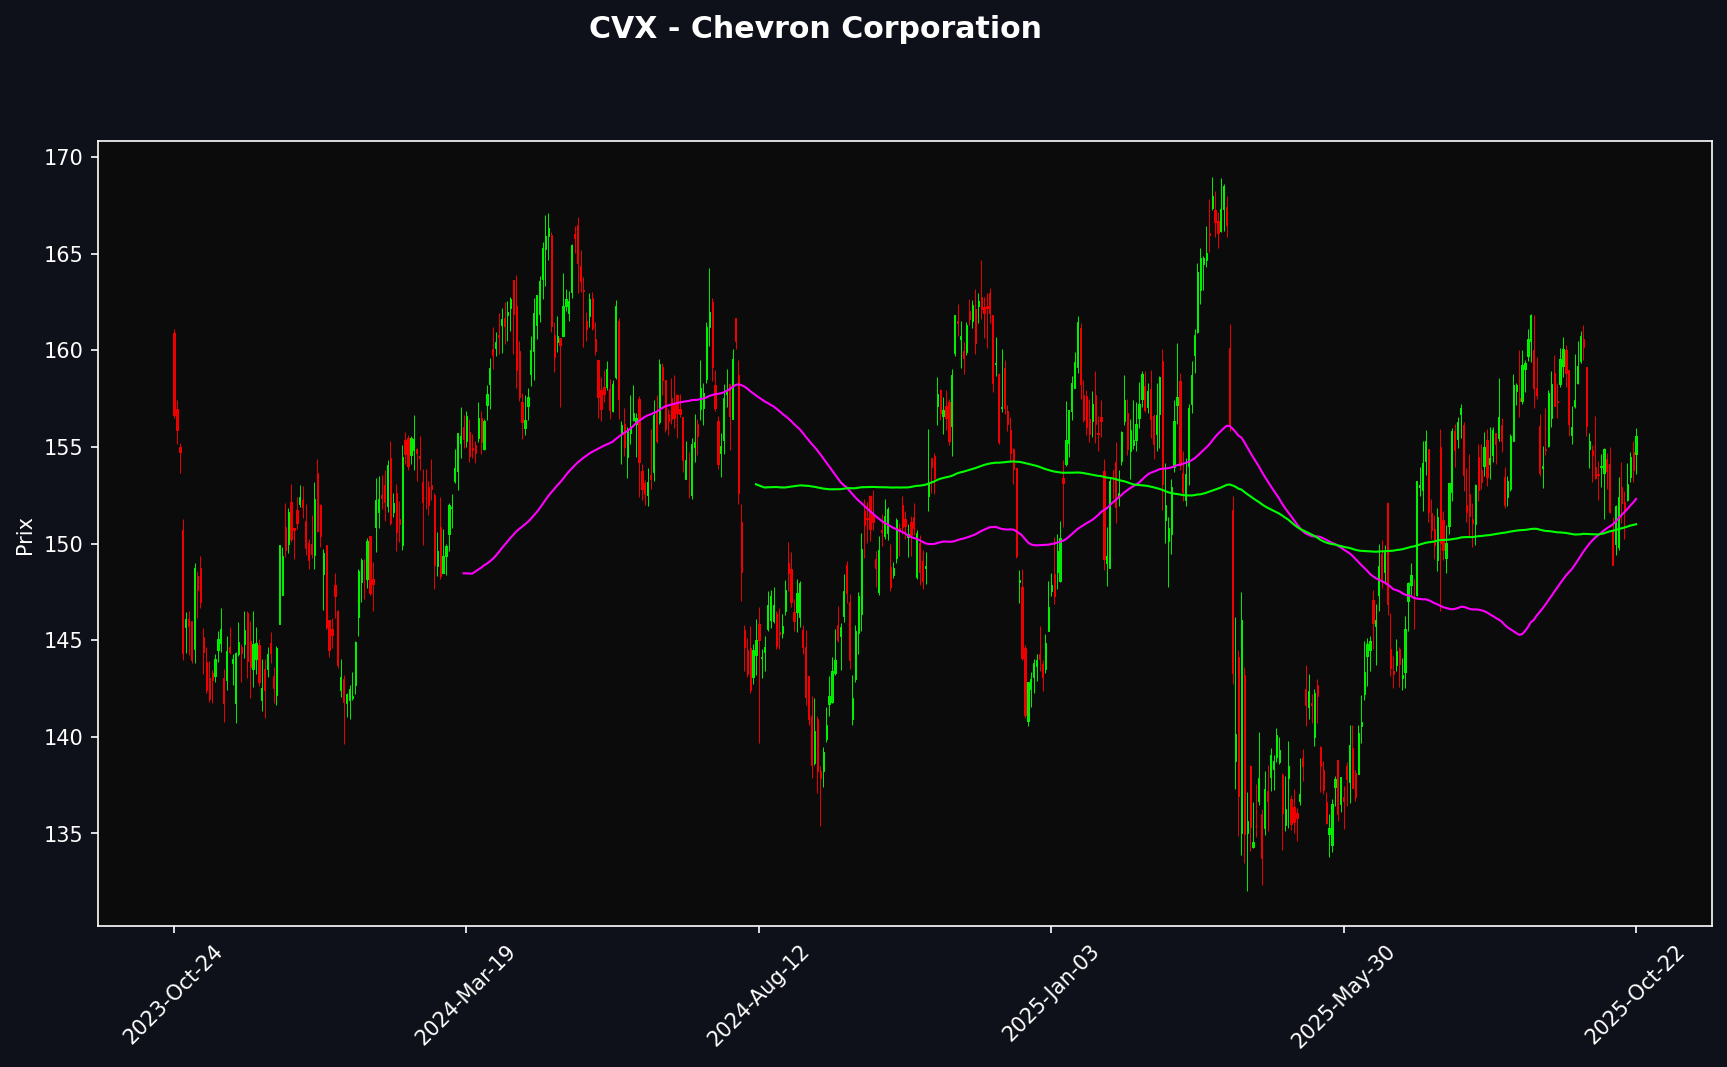 CVX - Chevron Corporation
Prix
170
165
160
155
150
145
140
135
2023-Oct-24
2024-Mar-19
2024-Aug-12
2025-Jan-03
2025-May-30
2025-Oct-22